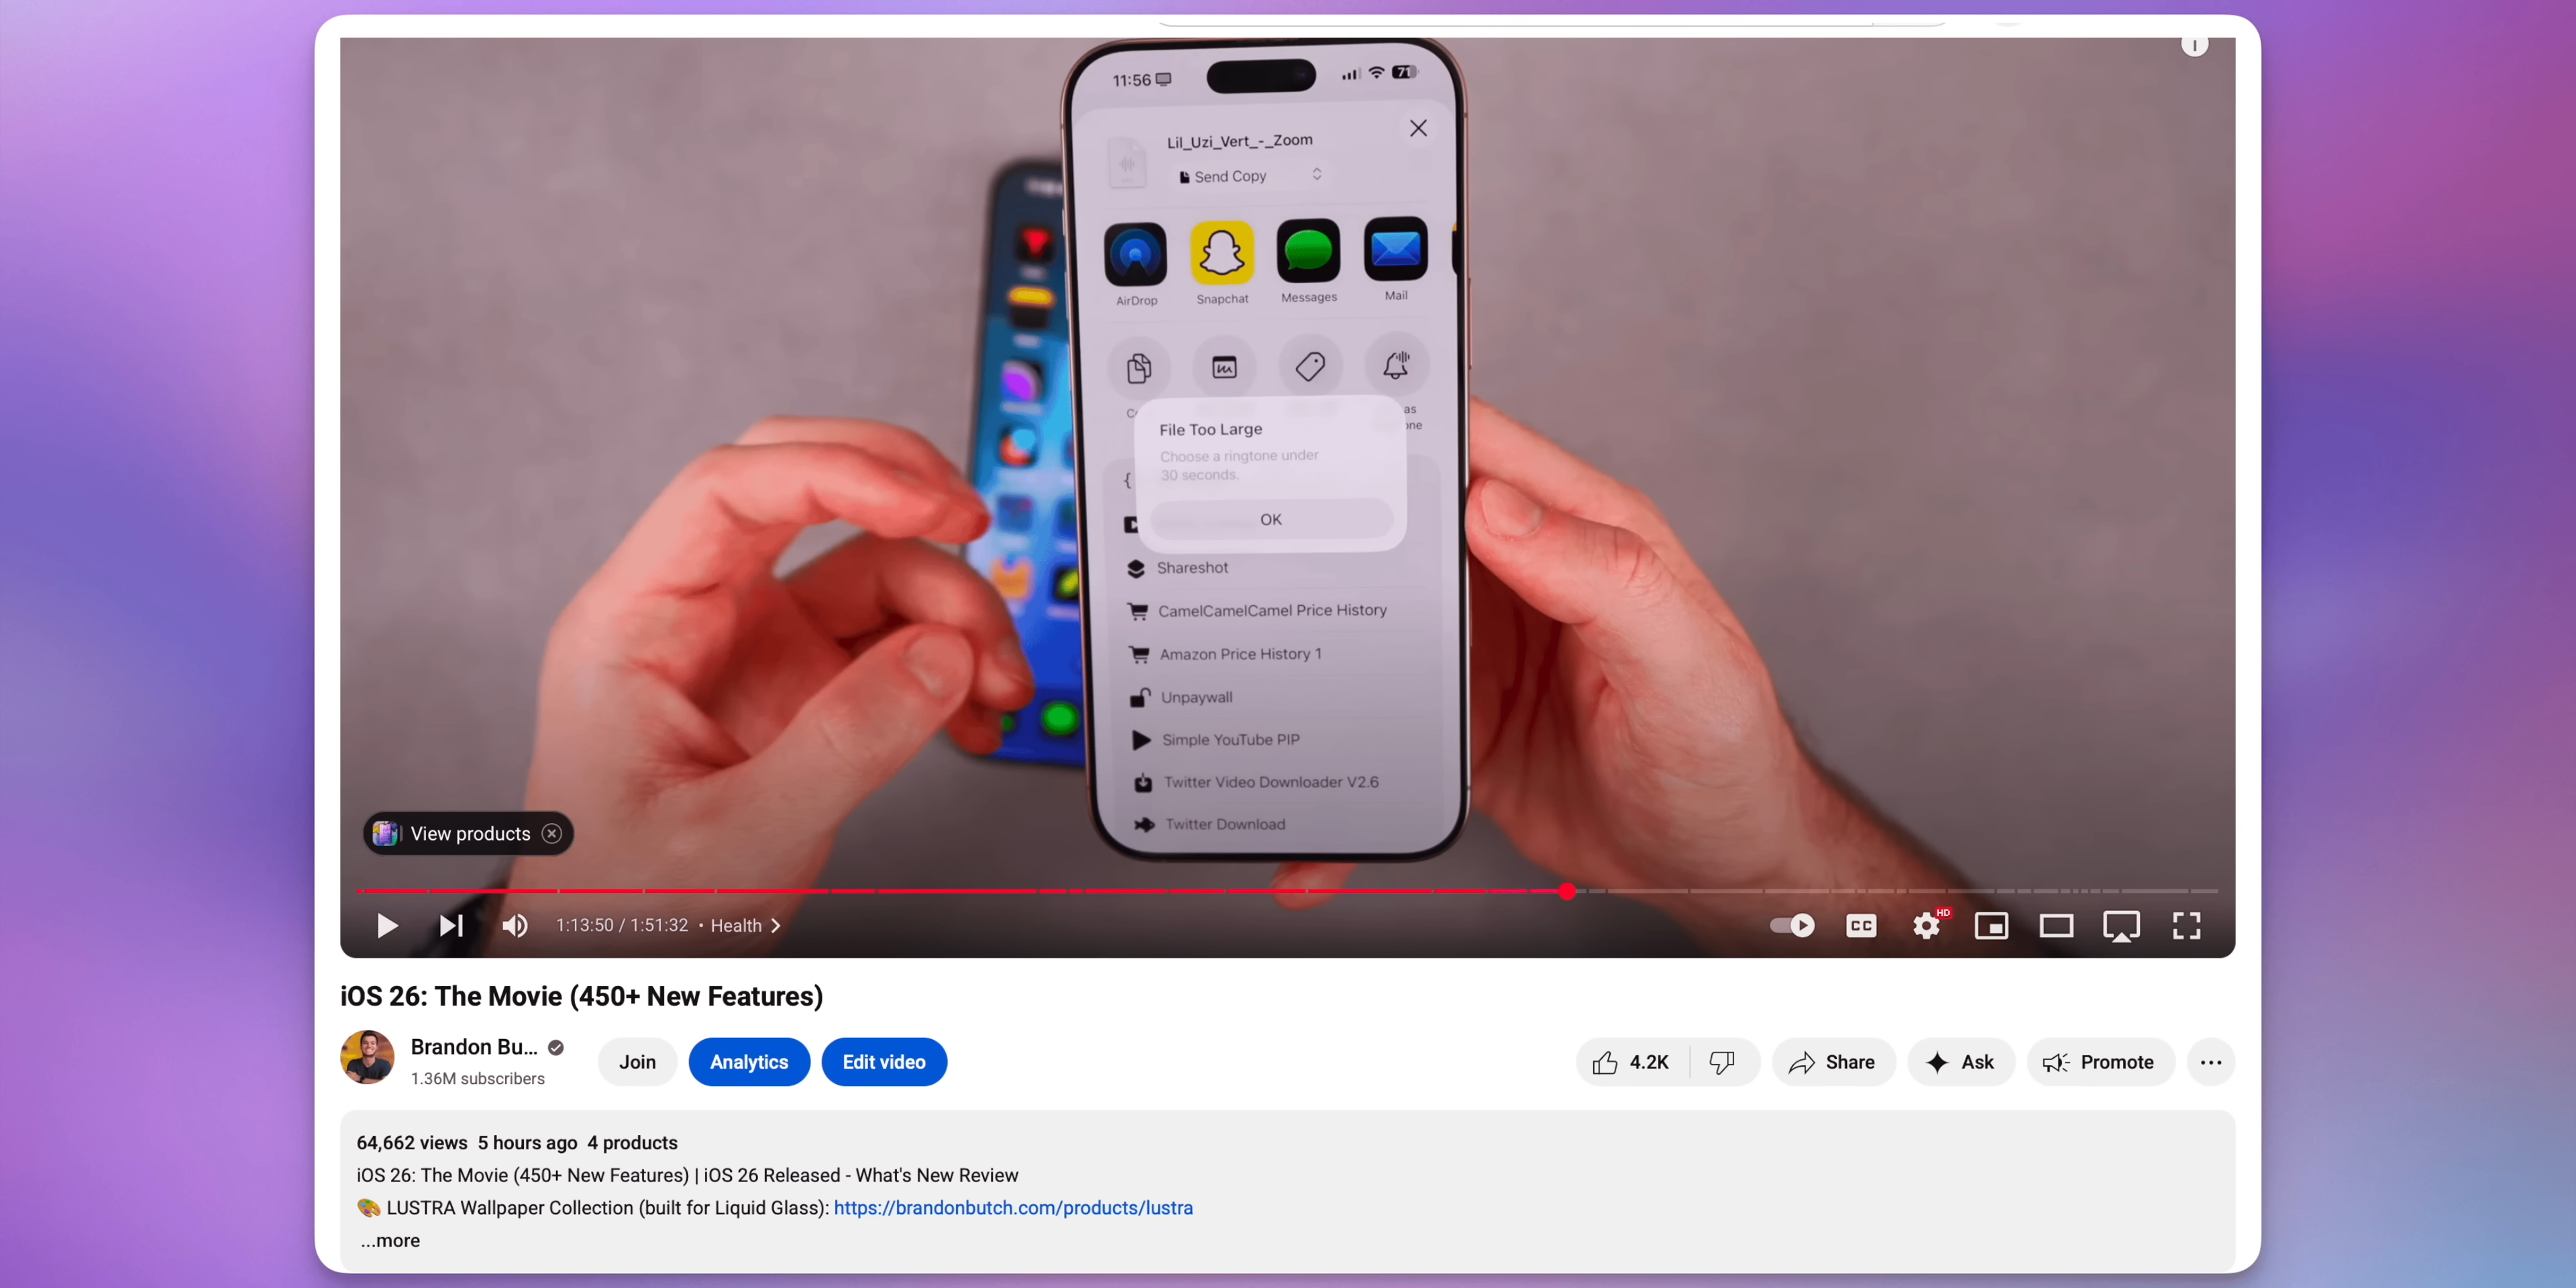 11:56
71
Lil_Uzi_Vert_-_Zoom
Send Copy
AirDrop
Snapchat
Messages
Mail
as
one
File Too Large
Choose a ringtone under
30 seconds.
OK
Shareshot
CamelCamelCamel Price History
Amazon Price History 1
Unpaywall
Simple YouTube PIP
Twitter Video Downloader V2.6
Twitter Download
View products
1:13:50 / 1:51:32 • Health
CC
HD
iOS 26: The Movie (450+ New Features)
Brandon Bu...
1.36M subscribers
Join
Analytics
Edit video
4.2K
Share
Ask
Promote
64,662 views 5 hours ago 4 products
iOS 26: The Movie (450+ New Features) | iOS 26 Released - What's New Review
LUSTRA Wallpaper Collection (built for Liquid Glass): https://brandonbutch.com/products/lustra
...more